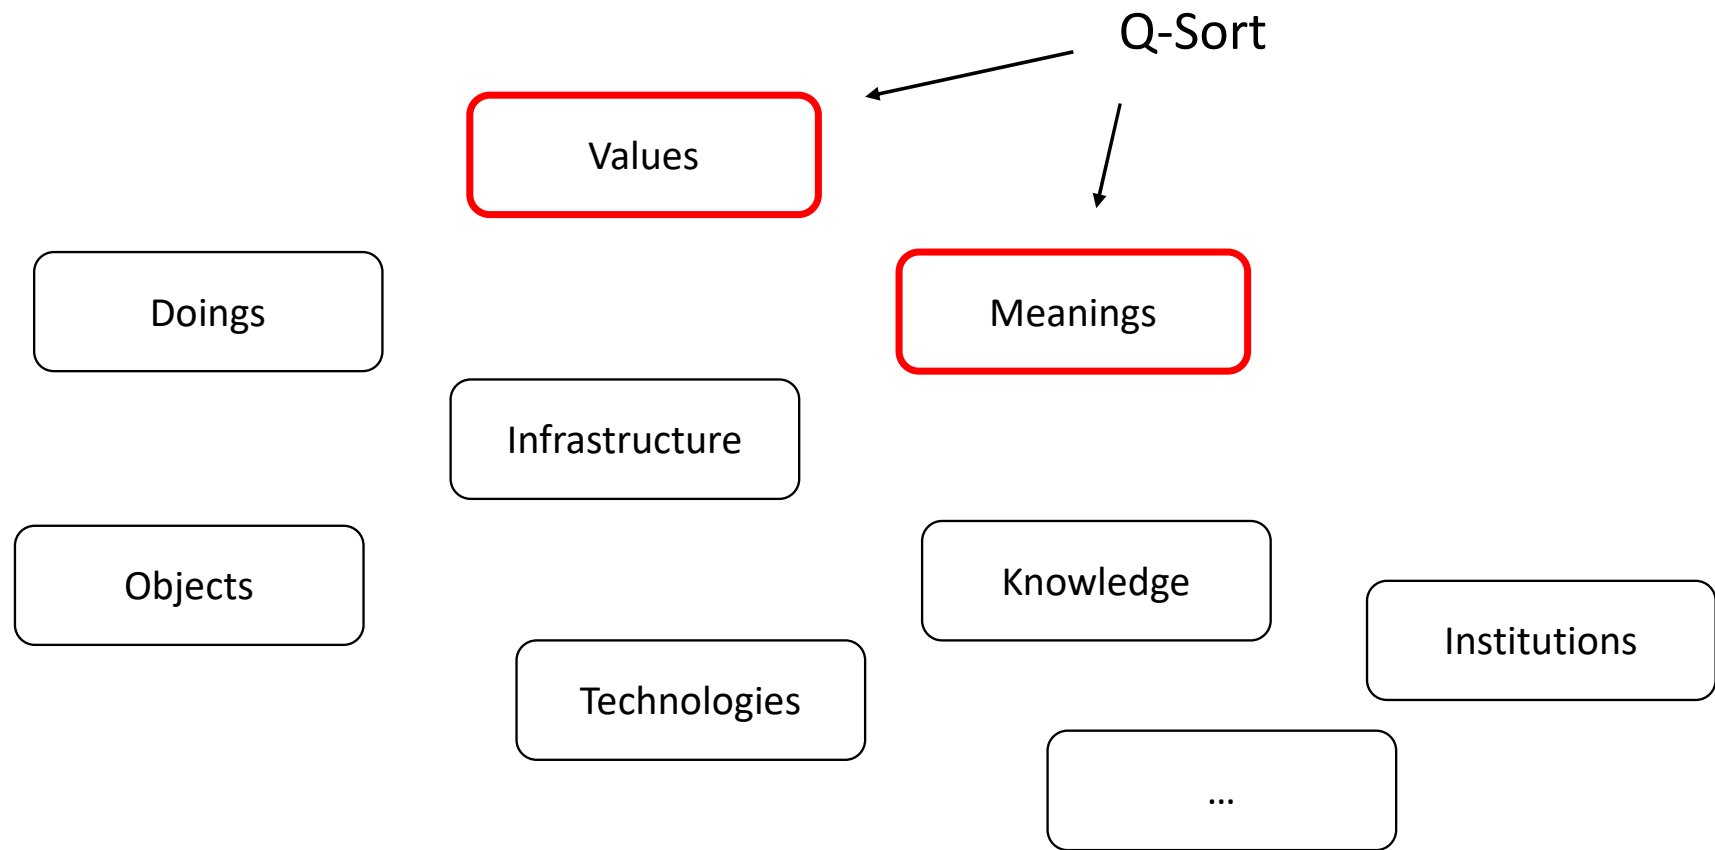 Q-Sort
Values
Doings
Meanings
Infrastructure
Objects
Knowledge
Institutions
Technologies
…